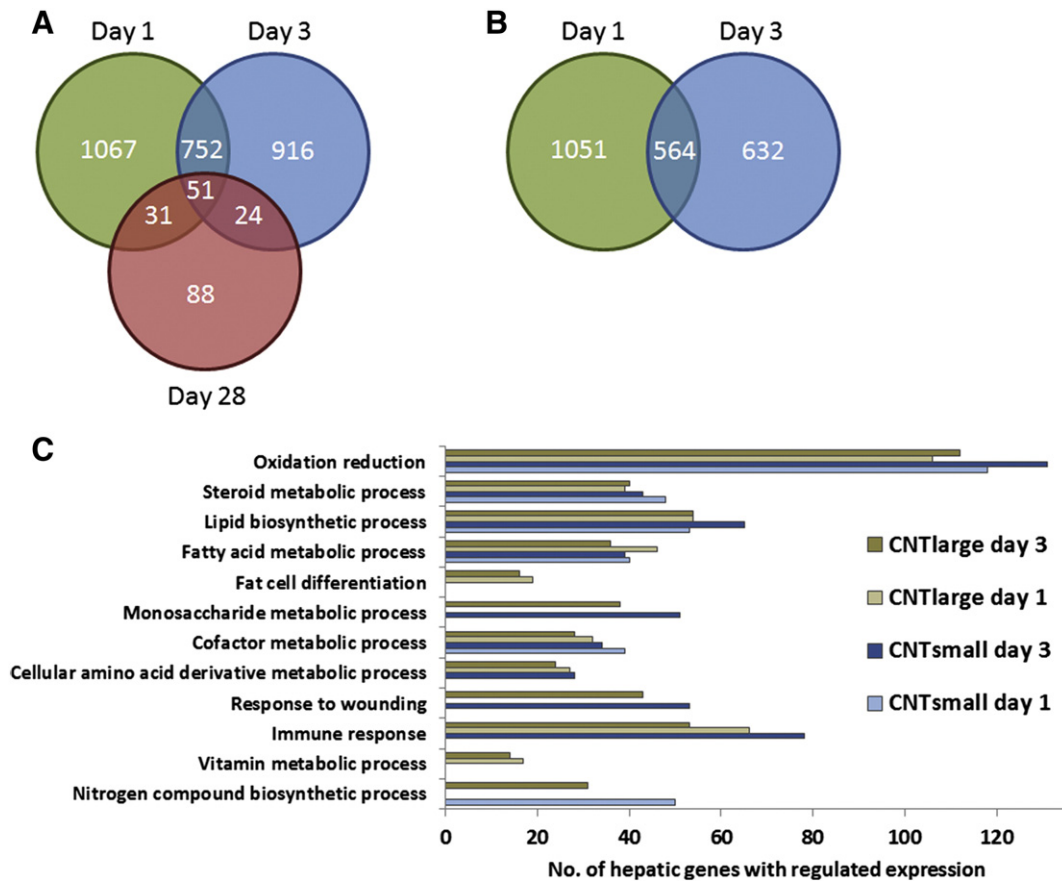 A
Day 1
Day 3
1067
752
916
51
31
24
88
Day 28
B
Day 1
Day 3
1051
564
632
C
Oxidation reduction
Steroid metabolic process
Lipid biosynthetic process
Fatty acid metabolic process
Fat cell differentiation
Monosaccharide metabolic process
Cofactor metabolic process
Cellular amino acid derivative metabolic process
Response to wounding
Immune response
Vitamin metabolic process
Nitrogen compound biosynthetic process
CNTlarge day 3
CNTlarge day 1
CNTsmall day 3
CNTsmall day 1
0 20 40 60 80 100 120
No. of hepatic genes with regulated expression